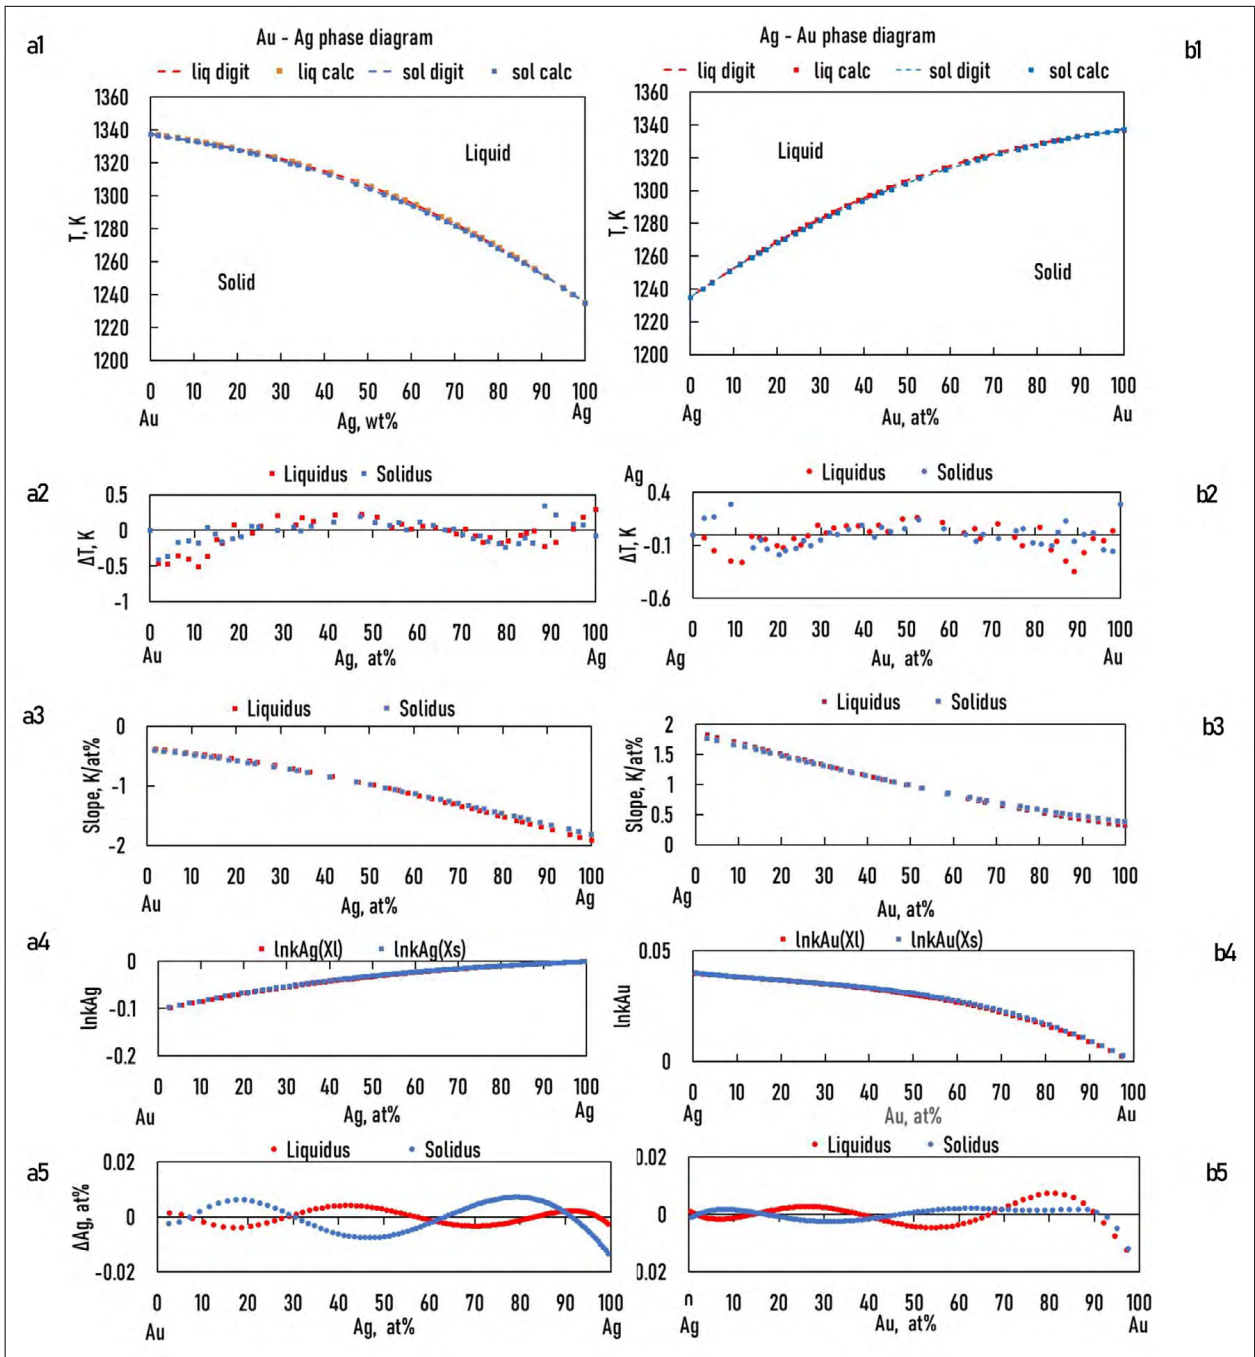 a1
Au - Ag phase diagram
liq digit liq calc sol digit sol calc
1360
1340
1320
1300
1280
1260
1240
1220
1200
T, K
Liquid
Solid
0 10 20 30 40 50 60 70 80 90 100
Au Ag, wt% Ag
b1
Ag - Au phase diagram
liq digit liq calc sol digit sol calc
1360
1340
1320
1300
1280
1260
1240
1220
1200
T, K
Liquid
Solid
0 10 20 30 40 50 60 70 80 90 100
Ag Au, at% Au
a2
Liquidus Solidus
0.5
0
-0.5
-1
ΔT, K
0 10 20 30 40 50 60 70 80 90 100
Au Ag, at% Ag
b2
Ag
Liquidus Solidus
0.4
-0.1
-0.6
ΔT, K
0 10 20 30 40 50 60 70 80 90 100
Ag Au, at% Au
a3
Liquidus Solidus
0
-1
-2
Slope, K/at%
0 10 20 30 40 50 60 70 80 90 100
Au Ag, at% Ag
b3
Liquidus Solidus
2
1.5
1
0.5
0
Slope, K/at%
0 10 20 30 40 50 60 70 80 90 100
Ag Au, at%
a4
lnkAg(Xl) lnkAg(Xs)
0
-0.1
-0.2
lnkAg
0 10 20 30 40 50 60 70 80 90 100
Au Ag, at% Ag
b4
lnkAu(Xl) lnkAu(Xs)
0.05
0
lnkAu
0 10 20 30 40 50 60 70 80 90 100
Ag Au, at% Au
a5
Liquidus Solidus
0.02
0
-0.02
ΔAg, at%
0 10 20 30 40 50 60 70 80 90 100
Au Ag, at% Ag
b5
Liquidus Solidus
0.02
0
0.02
10 20 30 40 50 60 70 80 90 100
Ag Au, at% Au